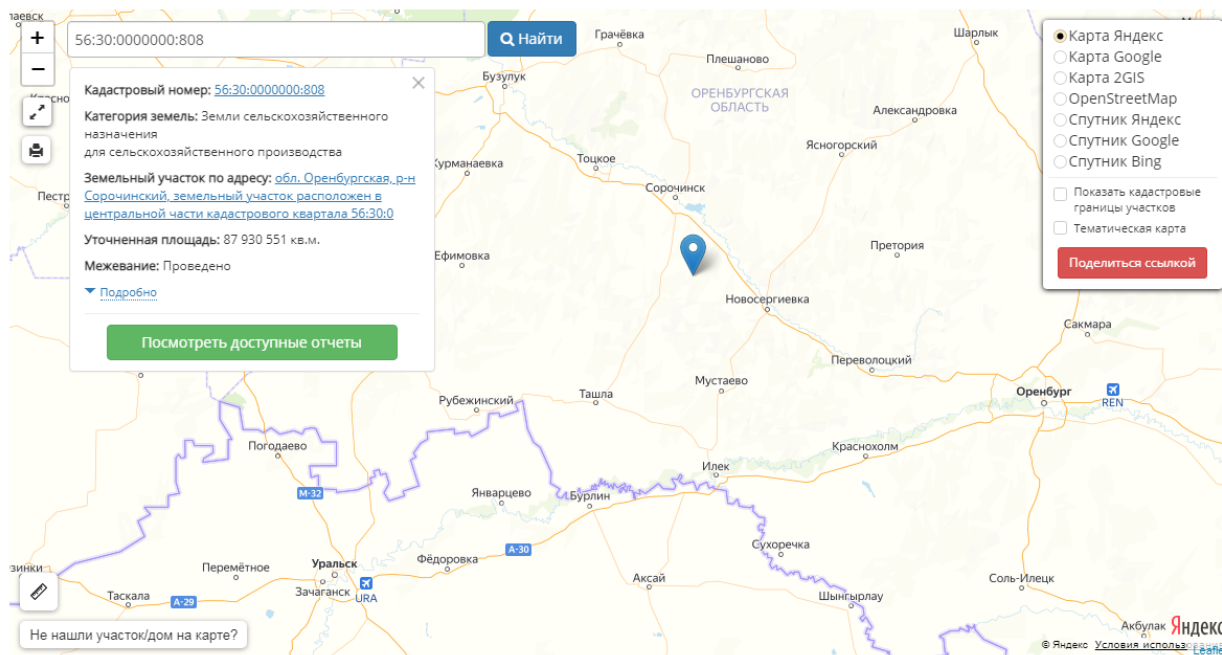 56:30:0000000:808
Найти
Кадастровый номер: 56:30:0000000:808
Категория земель: Земли сельскохозяйственного
назначения
для сельскохозяйственного производства
Земельный участок по адресу: обл. Оренбургская, р-н
Сорочинский, земельный участок расположен в
центральной части кадастрового квартала 56:30:0
Уточненная площадь: 87 930 551 кв.м.
Межевание: Проведено
Подробно
Посмотреть доступные отчеты
Карта Яндекс
Карта Google
Карта 2GIS
OpenStreetMap
Спутник Яндекс
Спутник Google
Спутник Bing
Показать кадастровые
границы участков
Тематическая карта
Поделиться ссылкой
Грачёвка
Шарлык
Плешаново
Бузулук
ОРЕНБУРГСКАЯ
ОБЛАСТЬ
Александровка
Ясногорский
Тоцкое
Курманаевка
Сорочинск
Претория
Ефимовка
Новосергиевка
Сакмара
Переволоцкий
Мустаево
Ташла
Рубежинский
Оренбург
REN
Погодаево
Краснохолм
Илек
М-32
Январцево
Бурлин
А-30
Сухоречка
Фёдоровка
Уральск
Перемётное
Зачаганск
URA
Аксай
Соль-Илецк
Таскала
А-29
Шынгырлау
Акбулак
Яндекс
Не нашли участок/дом на карте?
© Яндекс Условия использования